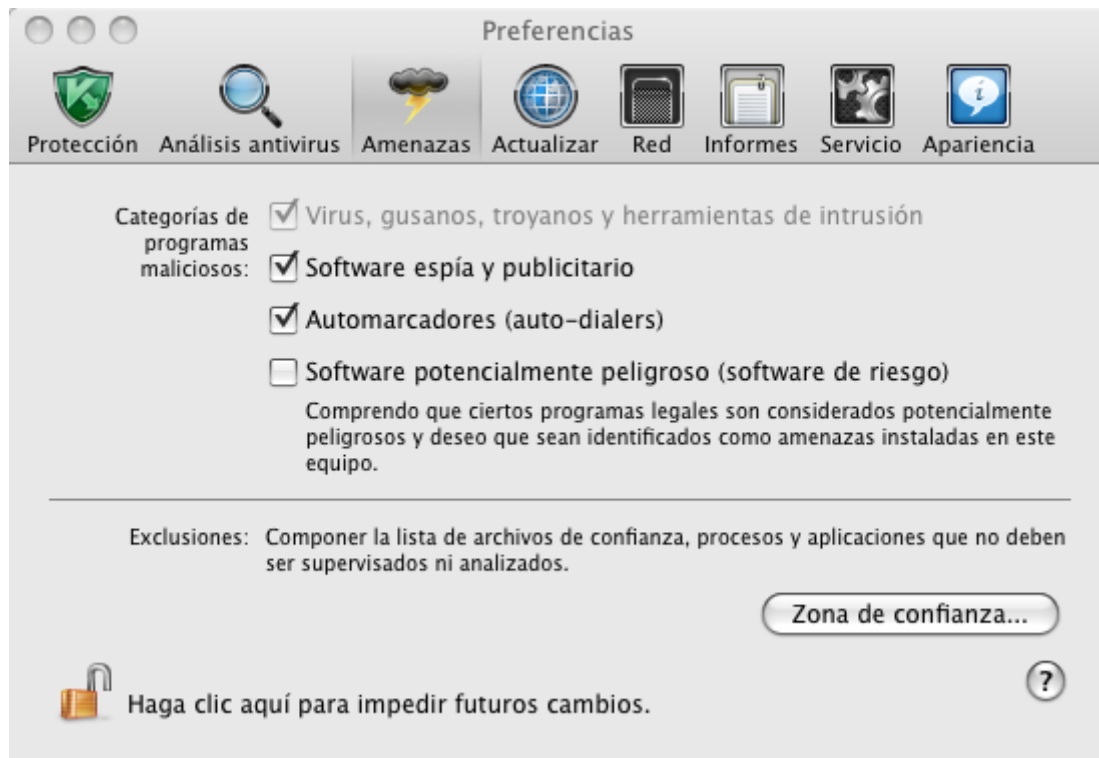 Preferencias
Protección Análisis antivirus Amenazas Actualizar Red Informes Servicio Apariencia
Categorías de programas maliciosos:
Virus, gusanos, troyanos y herramientas de intrusión
Software espía y publicitario
Automarcadores (auto-dialers)
Software potencialmente peligroso (software de riesgo)
Comprendo que ciertos programas legales son considerados potencialmente
peligrosos y deseo que sean identificados como amenazas instaladas en este
equipo.
Exclusiones: Componer la lista de archivos de confianza, procesos y aplicaciones que no deben
ser supervisados ni analizados.
Zona de confianza...
Haga clic aquí para impedir futuros cambios.
?